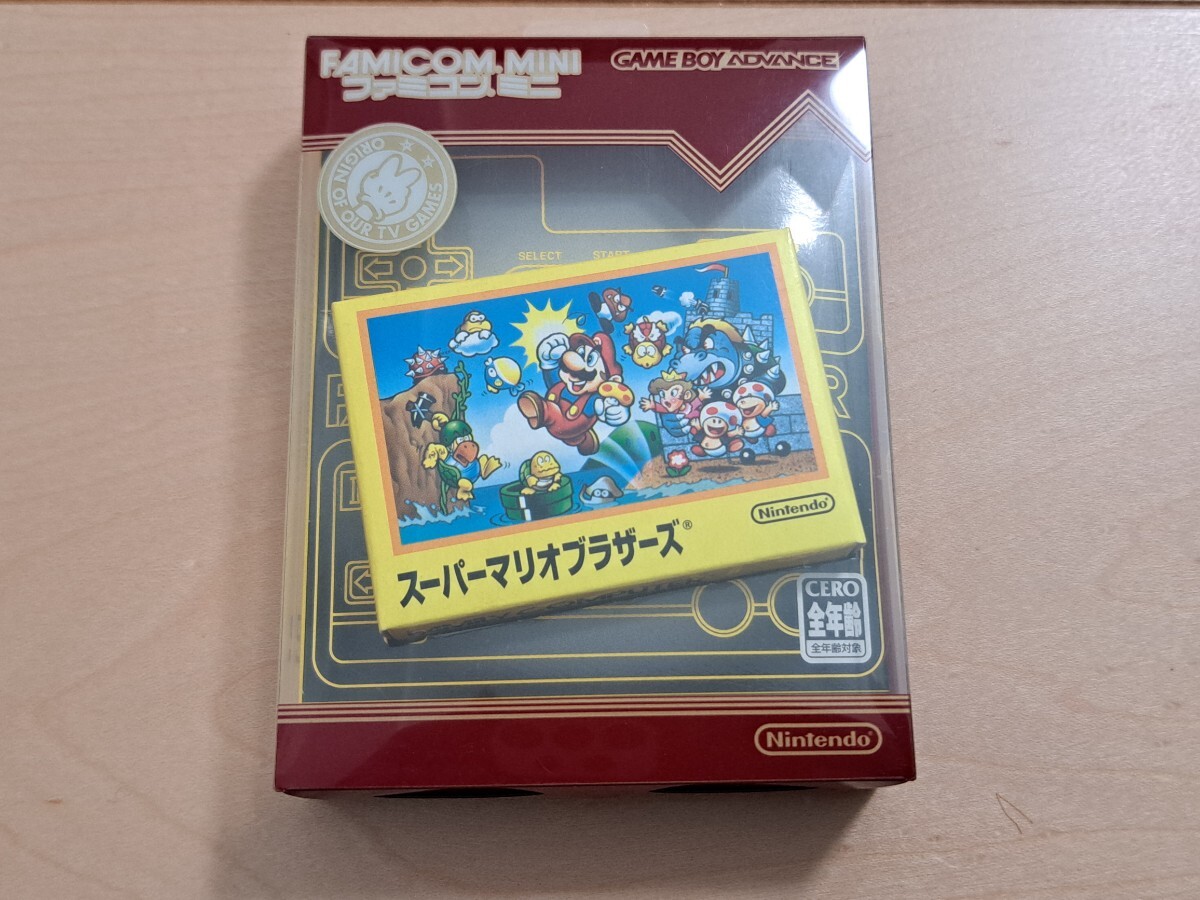 FAMICOM MINI
ファミコン ミニ
GAME BOY ADVANCE
ORIGIN OF OUR TV GAMES
SELECT
START
Nintendo
スーパーマリオブラザーズ®
CERO
全年齢
全年齢対象
Nintendo